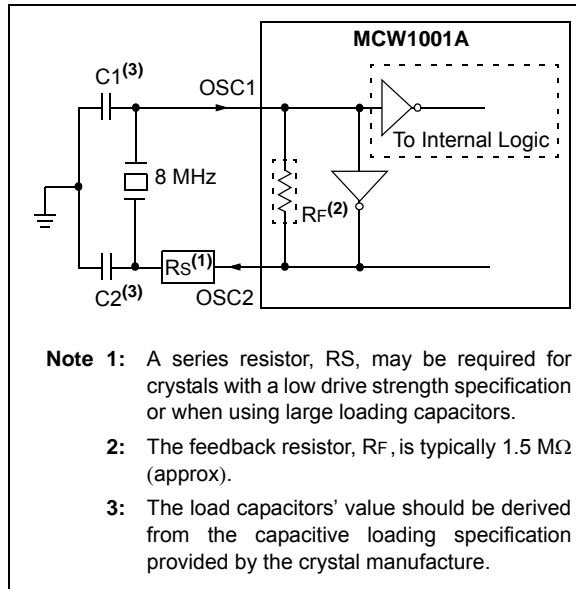 MCW1001A
C1(3)
OSC1
To Internal Logic
8 MHz
RF(2)
RS(1)
C2(3)
OSC2
Note 1: A series resistor, RS, may be required for
crystals with a low drive strength specification
or when using large loading capacitors.
2: The feedback resistor, RF, is typically 1.5 MΩ
(approx).
3: The load capacitors' value should be derived
from the capacitive loading specification
provided by the crystal manufacture.